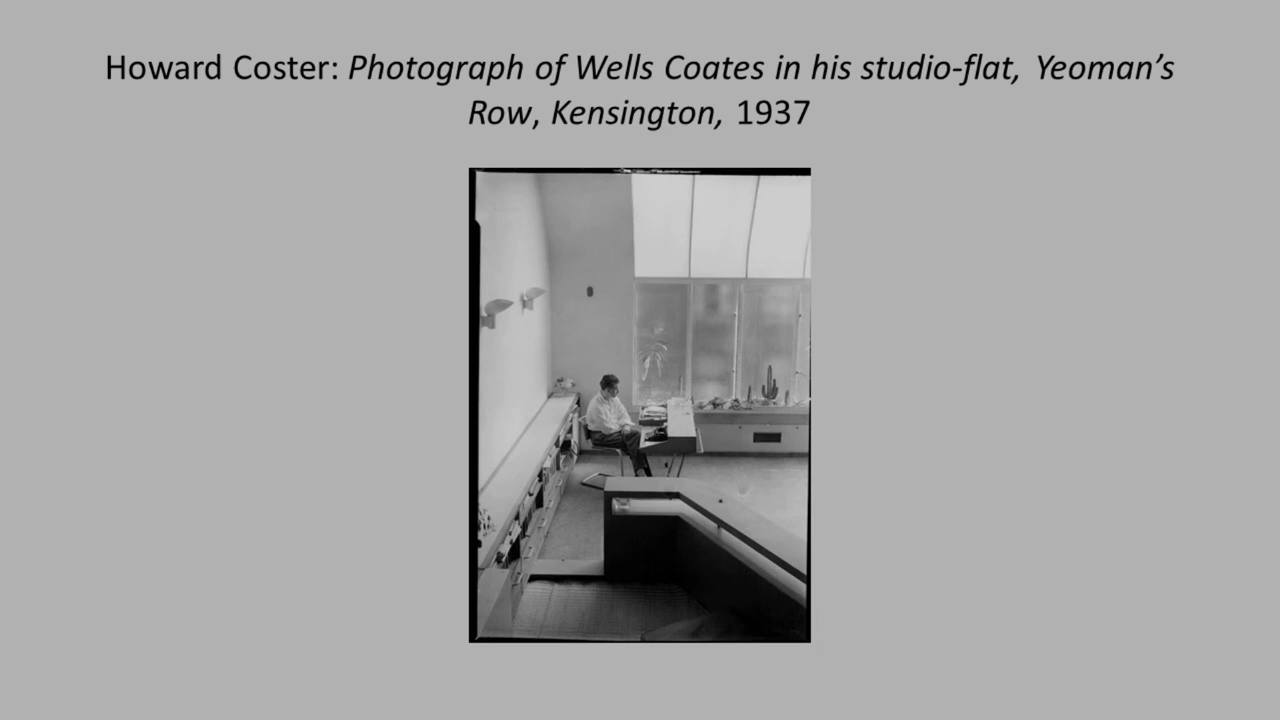 Howard Coster: Photograph of Wells Coates in his studio-flat, Yeoman’s
Row, Kensington, 1937